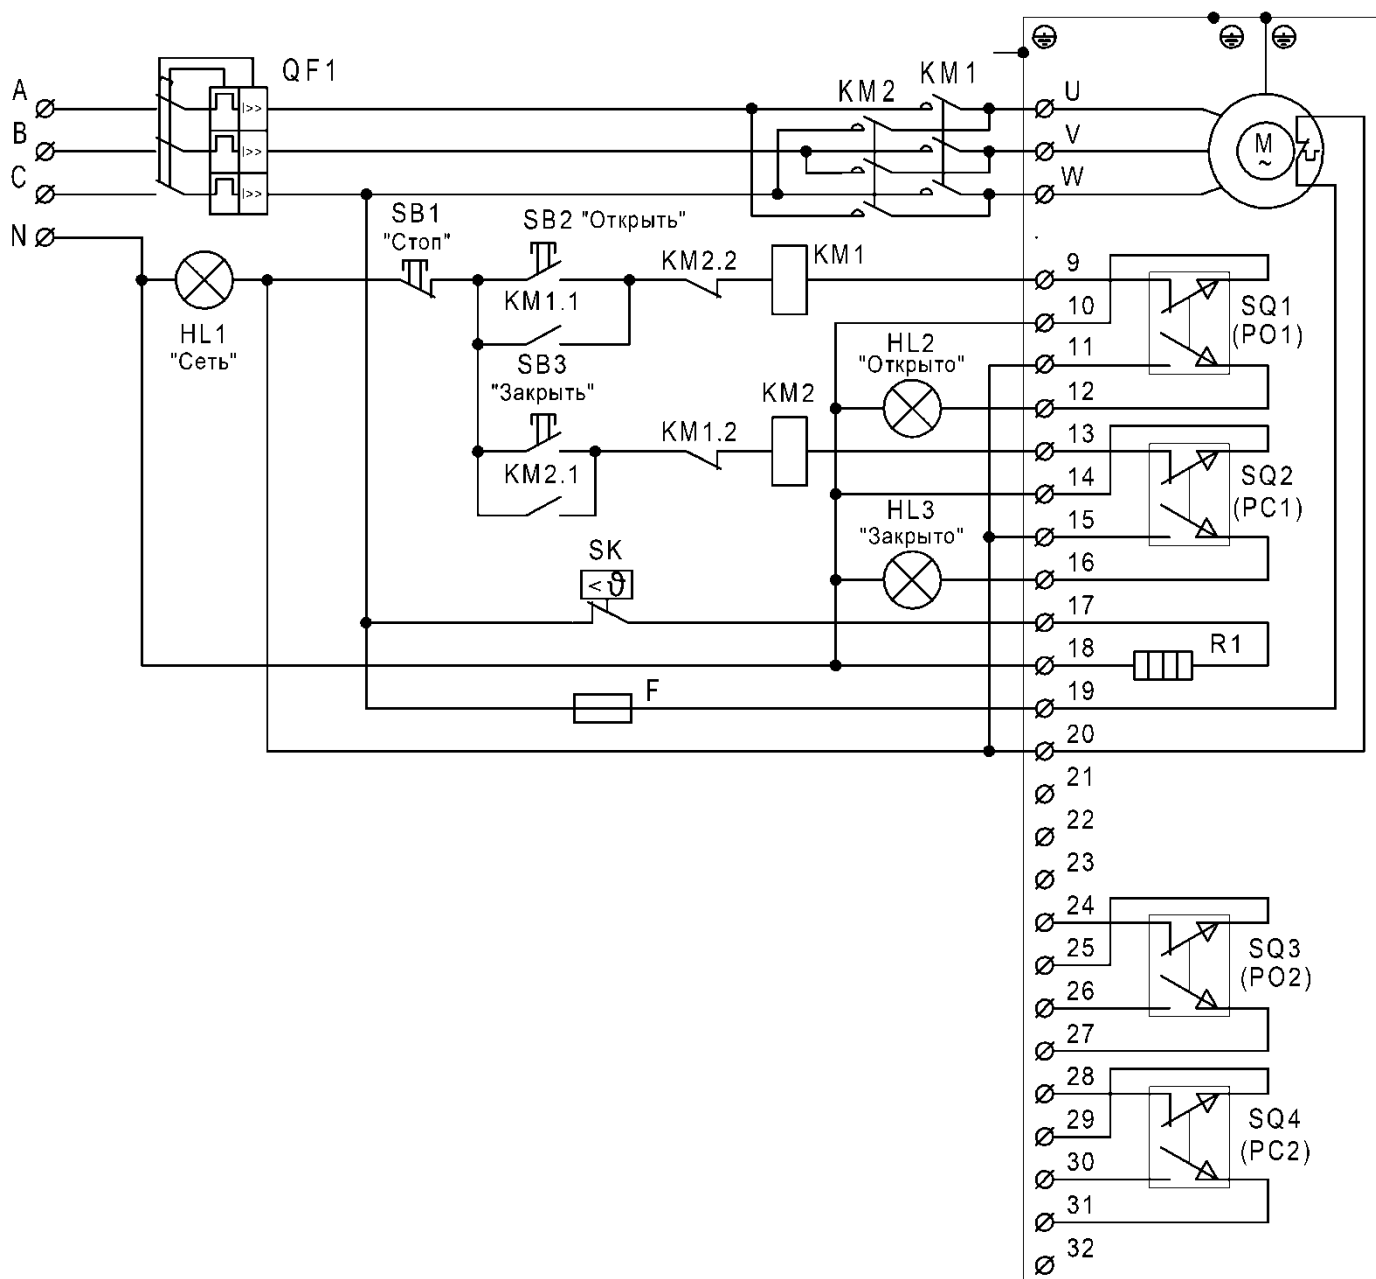 QF1
A
B
C
N
I>>
I>>
I>>
KM2
KM1
U
V
W
M
~
SB1
"Стоп"
SB2 "Открыть"
KM1.1
KM2.2
KM1
HL1
"Сеть"
SB3
"Закрыть"
KM2.1
KM1.2
KM2
HL2
"Открыто"
HL3
"Закрыто"
SK
<ϑ
F
9
10
11
12
13
14
15
16
17
18
19
20
21
22
23
24
25
26
27
28
29
30
31
32
SQ1
(PO1)
SQ2
(PC1)
R1
SQ3
(PO2)
SQ4
(PC2)